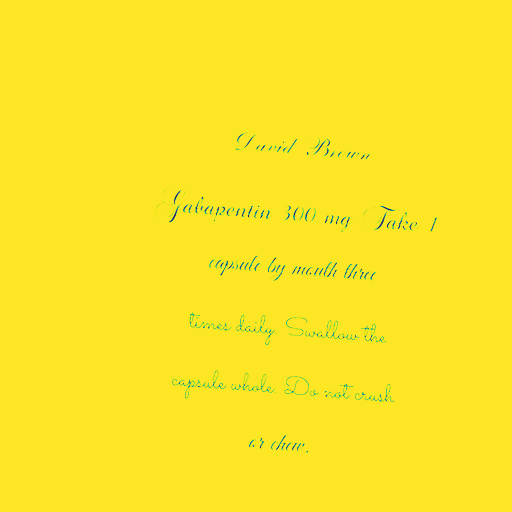 David Brown
Gabapentin 300 mg Take 1
capsule by mouth three
times daily. Swallow the
capsule whole. Do not crush
or chew.